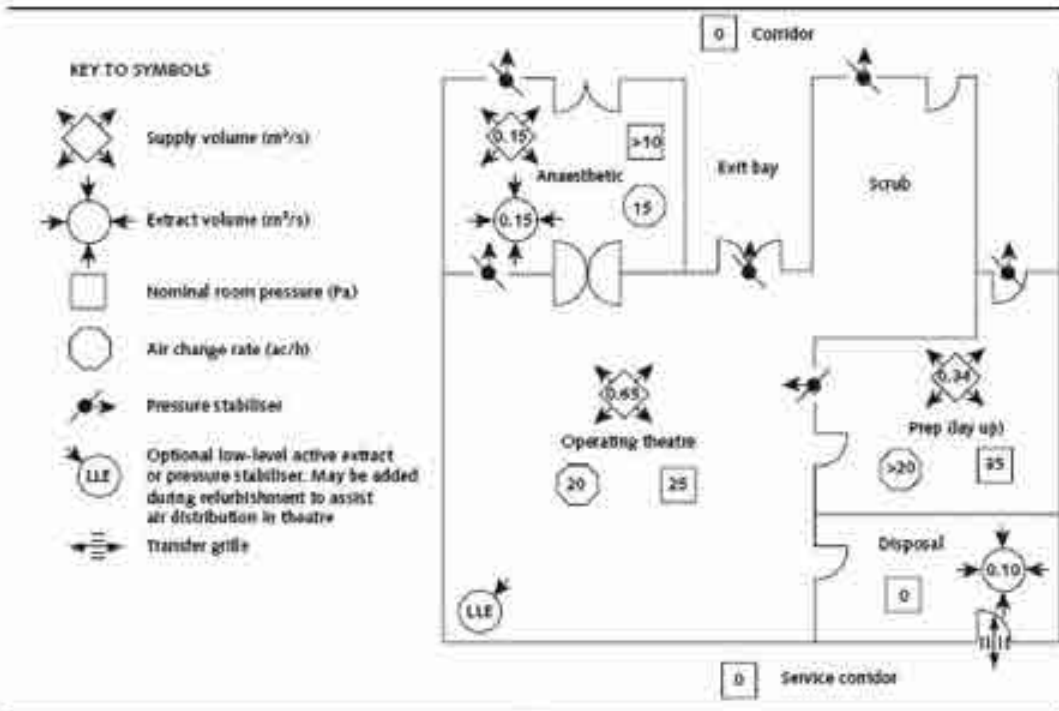 KEY TO SYMBOLS
Supply volume (m³/s)
Extract volume (m³/s)
Nominal room pressure (Pa)
Air change rate (ac/h)
Pressure stabiliser
LLE
Optional low-level active extract
or pressure stabiliser. May be added
during refurbishment to assist
air distribution in theatre
Transfer grille
0 Corridor
0.15
>10
Anaesthetic
15
0.15
Exit bay
Scrub
0.65
Operating theatre
20
25
0.34
Prep (lay up)
>20
35
Disposal
0.10
0
LLE
0 Service corridor